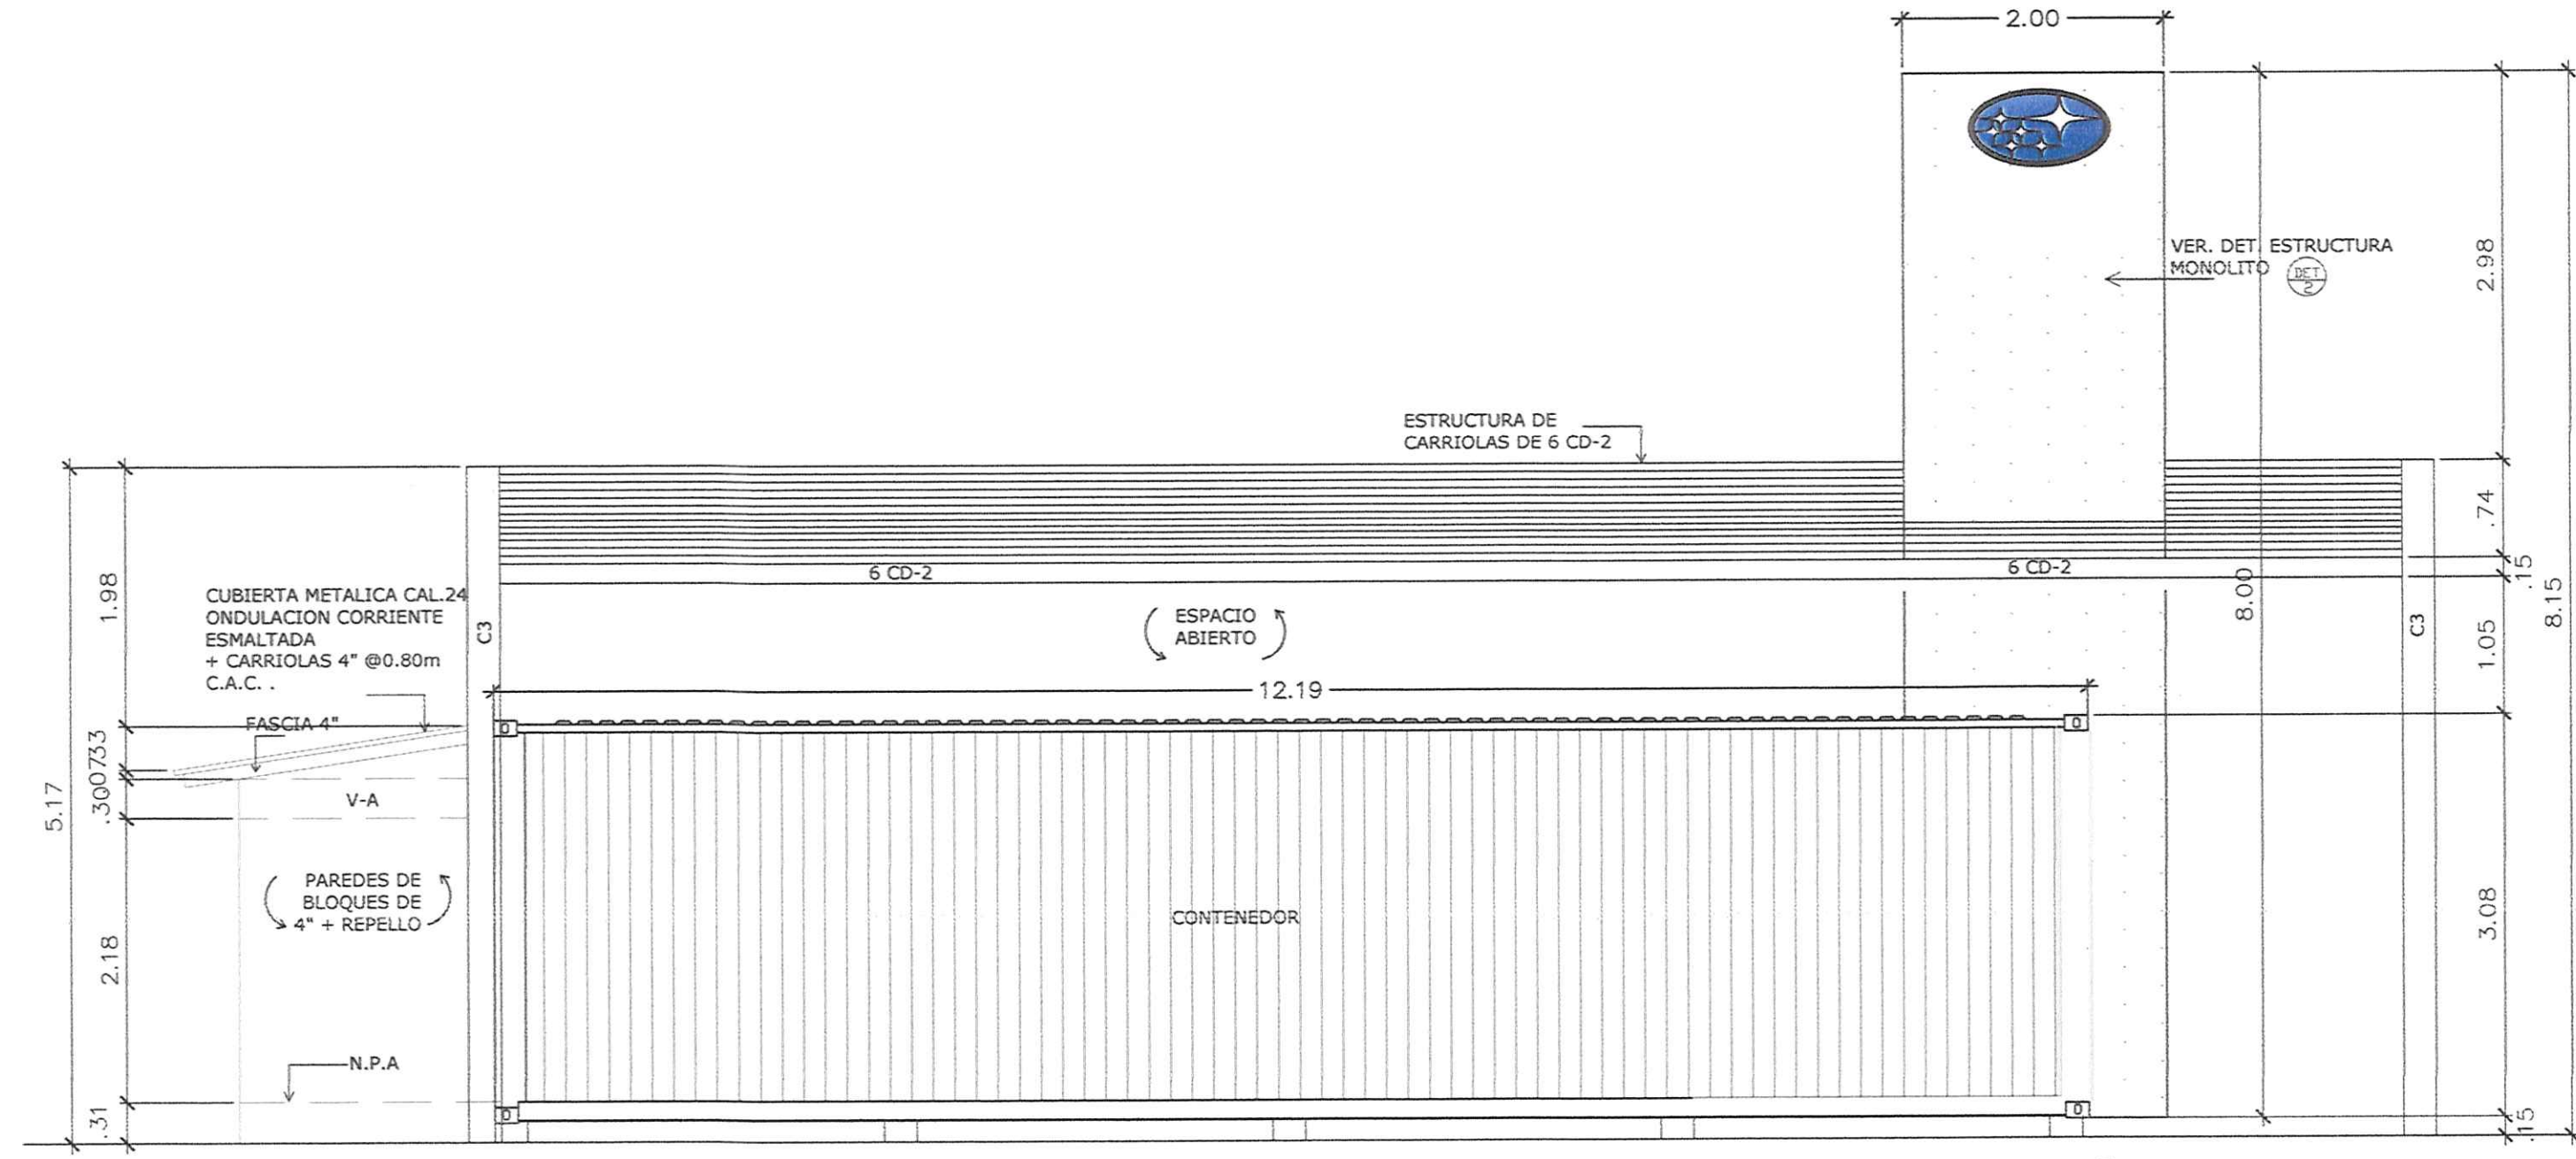 2.00
VER. DET. ESTRUCTURA
MONOLITO
DET
2
2.98
ESTRUCTURA DE
CARRIOLAS DE 6 CD-2
.74
6 CD-2
6 CD-2
.15
8.00
8.15
1.98
CUBIERTA METALICA CAL.24
ONDULACION CORRIENTE
ESMALTADA
+ CARRIOLAS 4" @0.80m
C.A.C. .
C3
ESPACIO
ABIERTO
C3
1.05
12.19
FASCIA 4"
.300733
5.17
V-A
PAREDES DE
BLOQUES DE
4" + REPELLO
CONTENEDOR
3.08
2.18
N.P.A
.31
.15